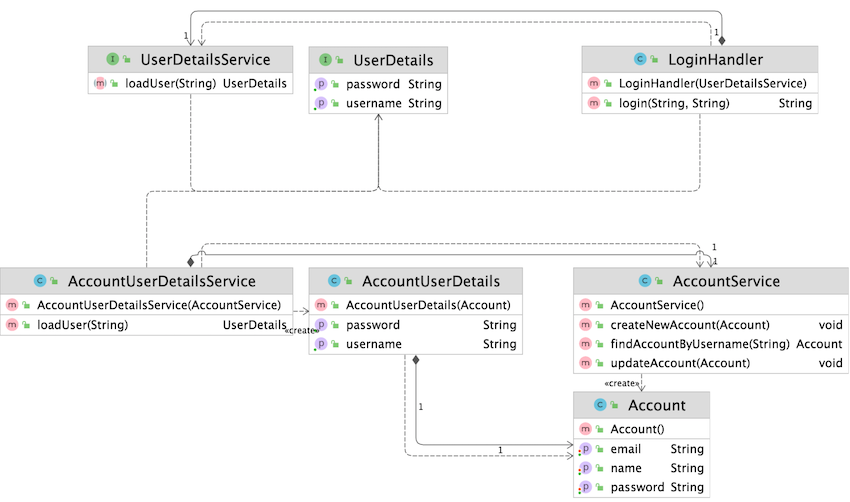 1
1
UserDetailsService
loadUser(String) UserDetails
UserDetails
password String
username String
LoginHandler
LoginHandler(UserDetailsService)
login(String, String) String
1
1
AccountUserDetailsService
AccountUserDetailsService(AccountService)
loadUser(String) UserDetails
«create»
AccountUserDetails
AccountUserDetails(Account)
password String
username String
AccountService
AccountService()
createNewAccount(Account) void
findAccountByUsername(String) Account
updateAccount(Account) void
«create»
1
1
Account
Account()
email String
name String
password String